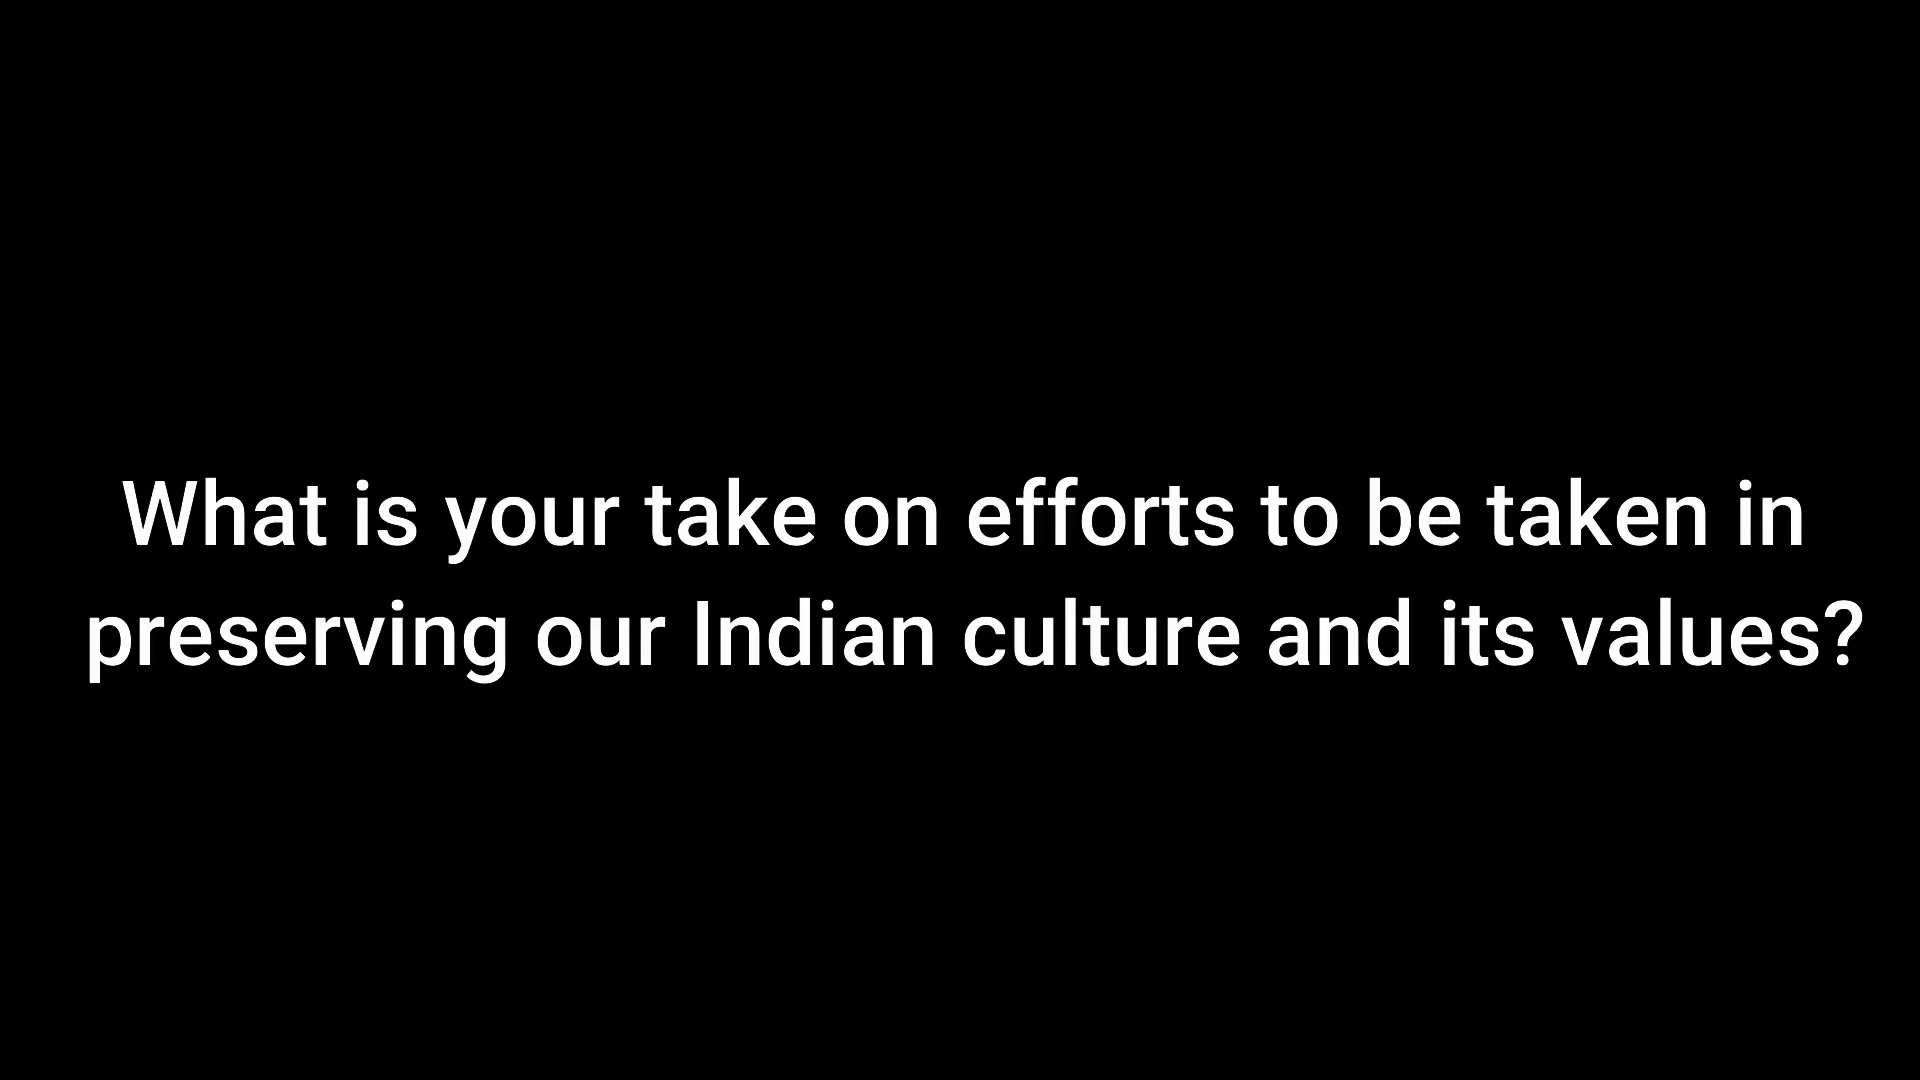 What is your take on efforts to be taken in
preserving our Indian culture and its values?